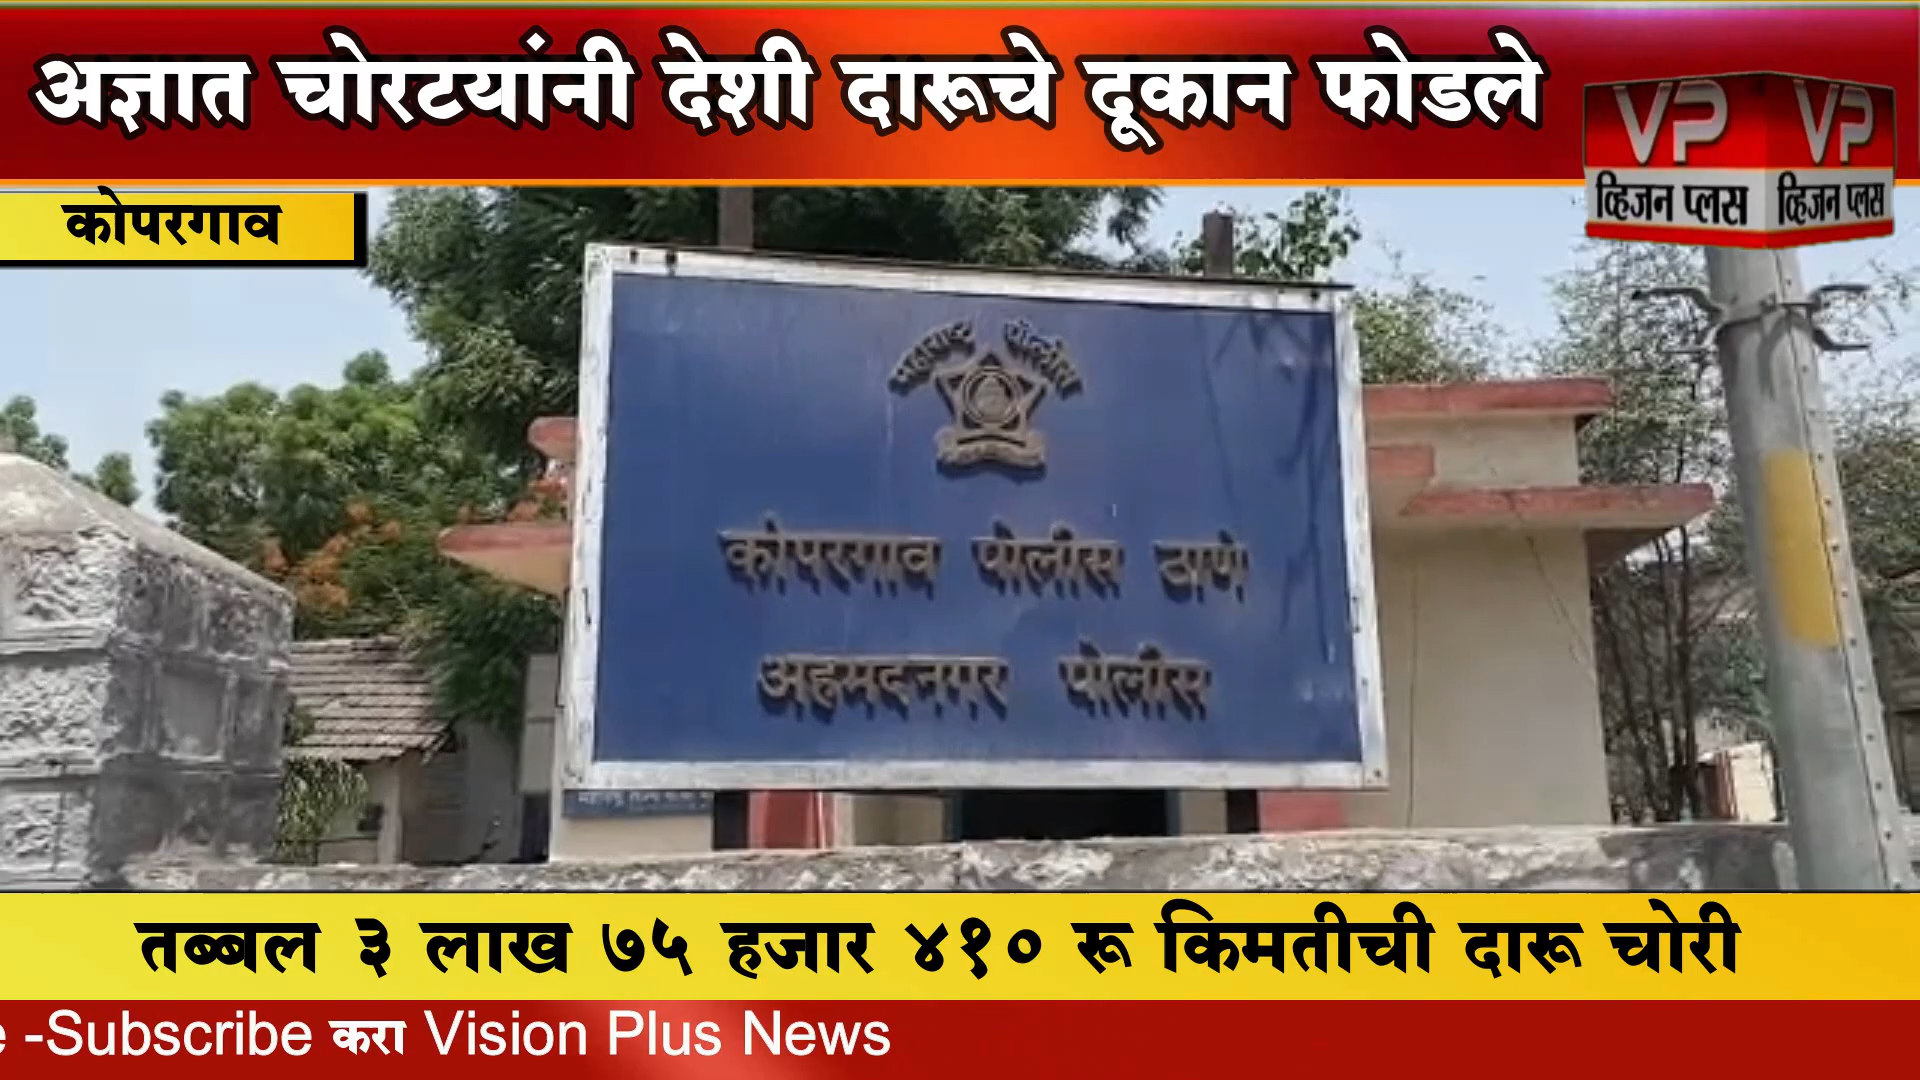 अज्ञात चोरटयांनी देशी दारूचे दूकान फोडले
VP VP
व्हिजन प्लस व्हिजन प्लस
कोपरगाव
महाराष्ट्र पोलीस
कोपरगाव पोलीस ठाणे
अहमदनगर पोलीस
तब्बल ३ लाख ७५ हजार ४१० रू किमतीची दारू चोरी
-Subscribe करा Vision Plus News